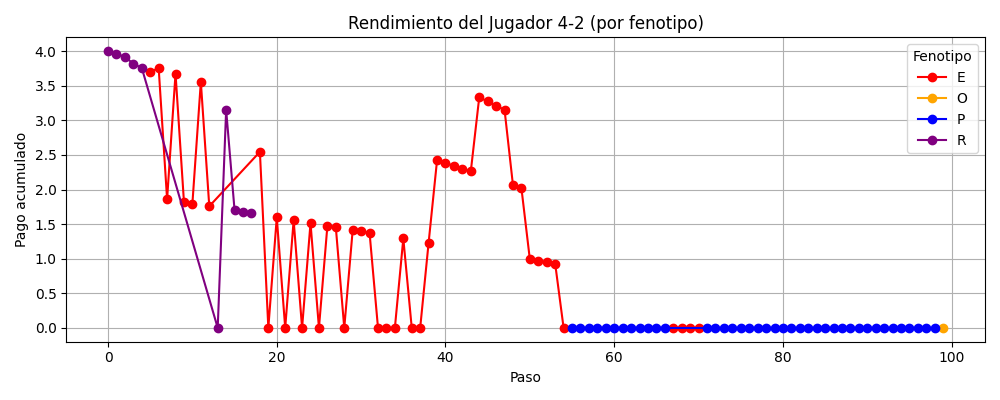 Rendimiento del Jugador 4-2 (por fenotipo)
Pago acumulado
4.0
3.5
3.0
2.5
2.0
1.5
1.0
0.5
0.0
Fenotipo
E
O
P
R
0 20 40 60 80 100
Paso